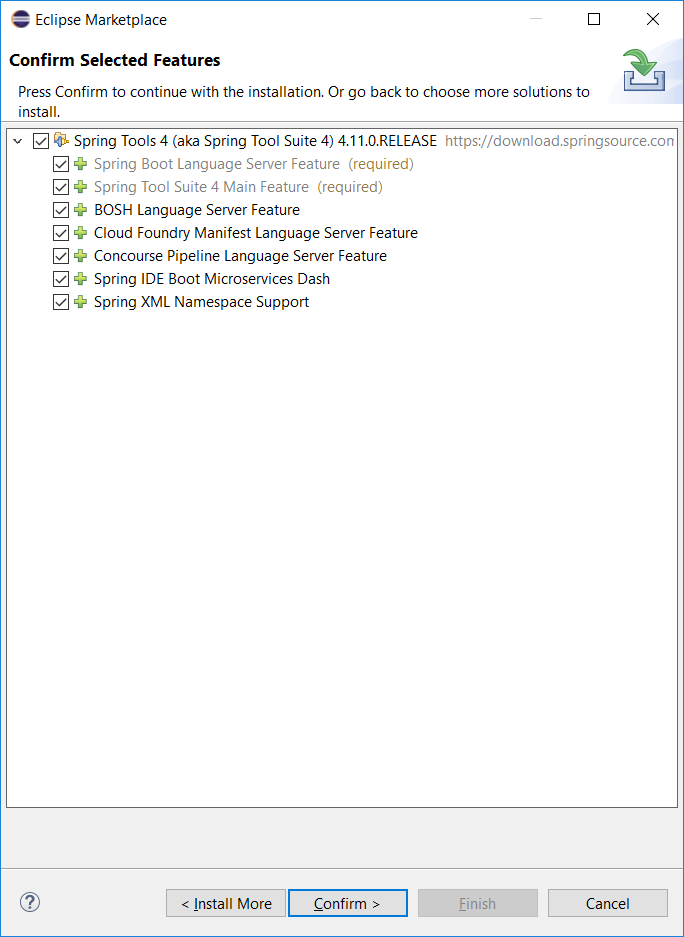 Eclipse Marketplace
Confirm Selected Features
Press Confirm to continue with the installation. Or go back to choose more solutions to
install.
Spring Tools 4 (aka Spring Tool Suite 4) 4.11.0.RELEASE https://download.springsource.com
Spring Boot Language Server Feature (required)
Spring Tool Suite 4 Main Feature (required)
BOSH Language Server Feature
Cloud Foundry Manifest Language Server Feature
Concourse Pipeline Language Server Feature
Spring IDE Boot Microservices Dash
Spring XML Namespace Support
? < Install More Confirm > Finish Cancel